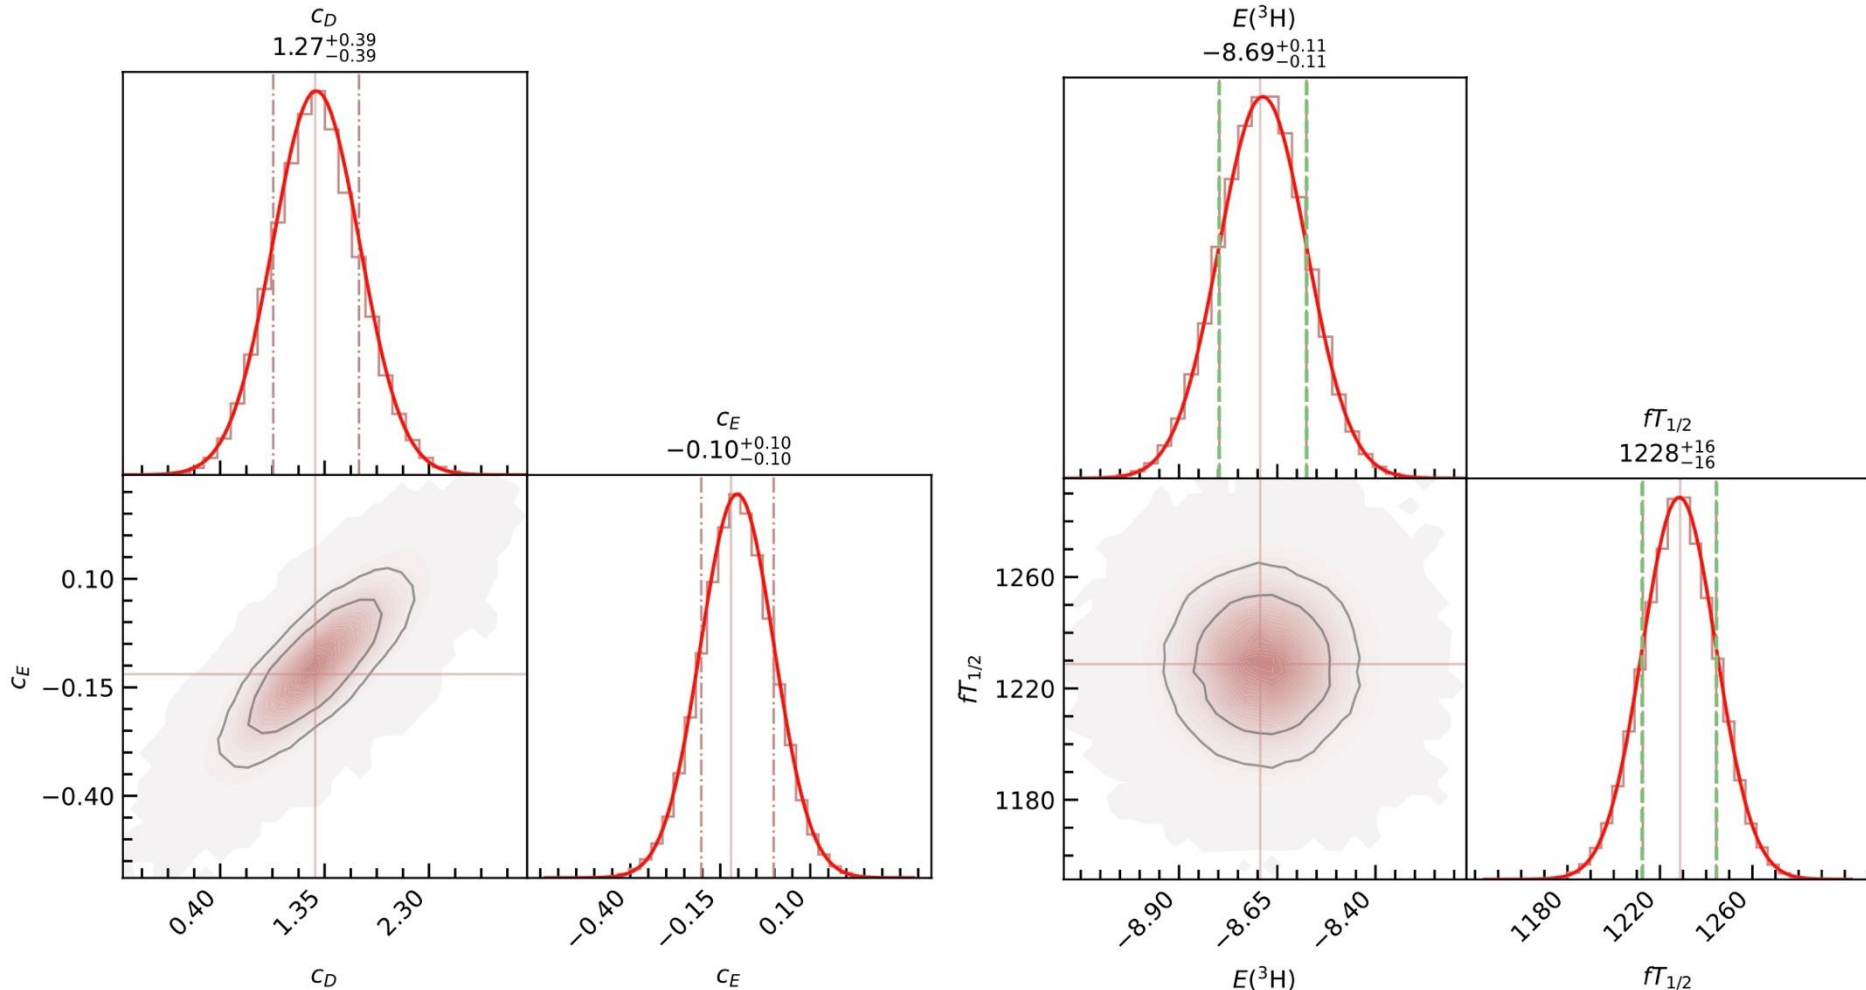 c_D
1.27^{+0.39}_{-0.39}
c_E
−0.10^{+0.10}_{-0.10}
0.10
−0.15
−0.40
c_E
0.40
1.35
2.30
c_D
−0.40
−0.15
0.10
c_E
E(³H)
−8.69^{+0.11}_{-0.11}
fT_{1/2}
1228^{+16}_{-16}
1260
1220
1180
fT_{1/2}
−8.90
−8.65
−8.40
E(³H)
1180
1220
1260
fT_{1/2}